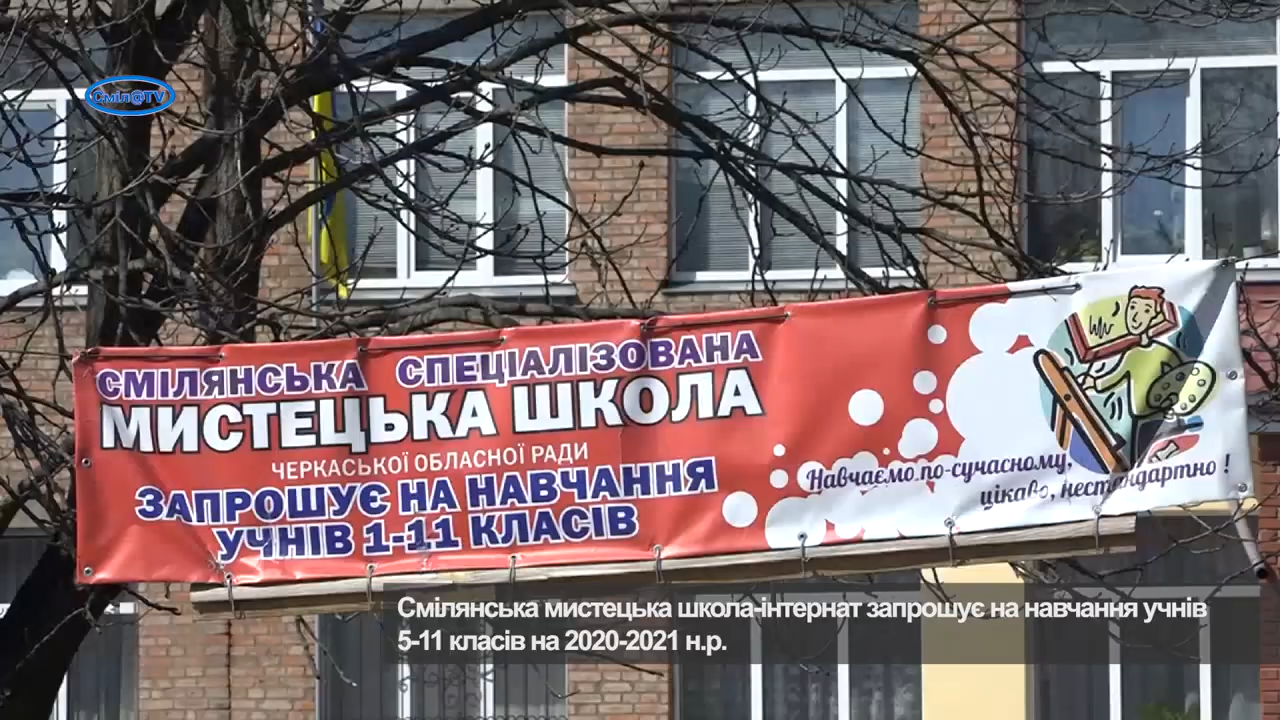 Сміл@TV
СМІЛЯНСЬКА СПЕЦІАЛІЗОВАНА
МИСТЕЦЬКА ШКОЛА
ЧЕРКАСЬКОЇ ОБЛАСНОЇ РАДИ
ЗАПРОШУЄ НА НАВЧАННЯ
УЧНІВ 1-11 КЛАСІВ
Навчаємо по-сучасному,
цікаво, нестандартно !
Смілянська мистецька школа-інтернат запрошує на навчання учнів
5-11 класів на 2020-2021 н.р.